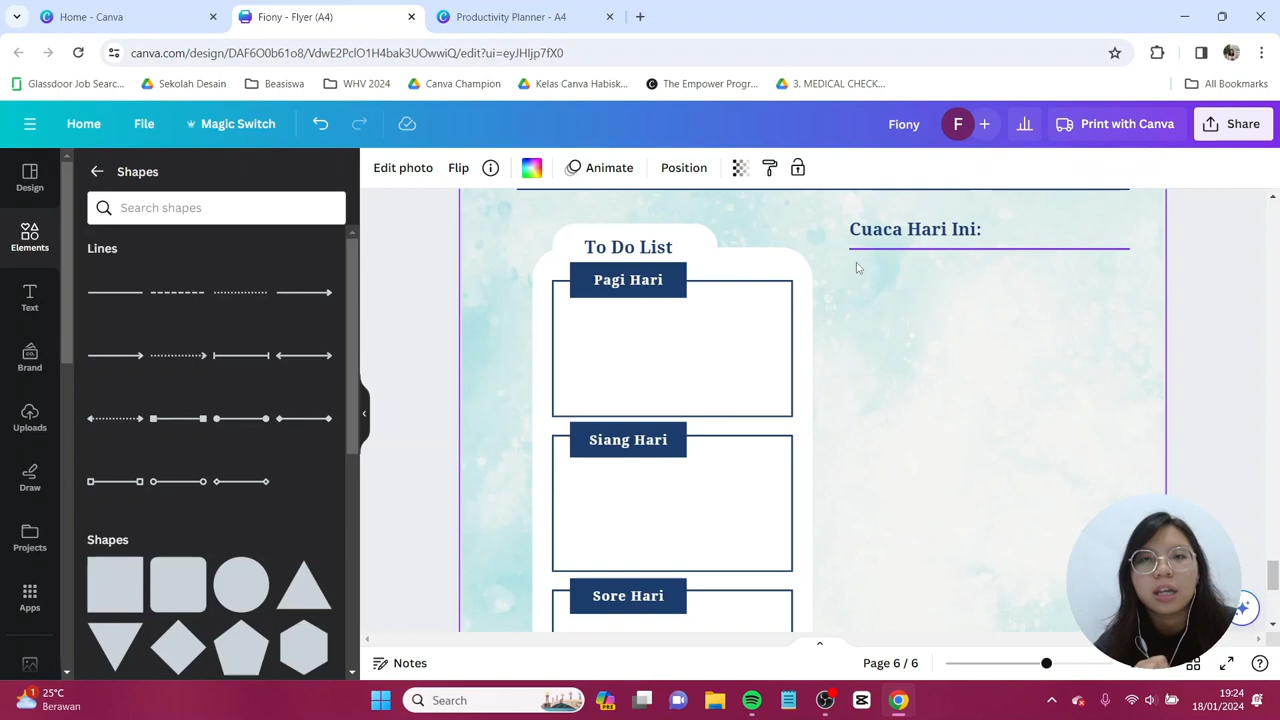 Home - Canva
Fiony - Flyer (A4)
Productivity Planner - A4
canva.com/design/DAF6O0b61o8/VdwE2PclO1H4bak3UOwwiQ/edit?ui=eyJHIjp7fX0
Glassdoor Job Searc...
Sekolah Desain
Beasiswa
WHV 2024
Canva Champion
Kelas Canva Habisk...
The Empower Progr...
3. MEDICAL CHECK...
All Bookmarks
Home
File
Magic Switch
Fiony
F
Print with Canva
Share
Design
Elements
Text
Brand
Uploads
Draw
Projects
Apps
Shapes
Search shapes
Lines
Shapes
Edit photo
Flip
Animate
Position
To Do List
Pagi Hari
Siang Hari
Sore Hari
Cuaca Hari Ini:
Notes
Page 6 / 6
1
25°C
Berawan
Search
PRE
19:24
18/01/2024